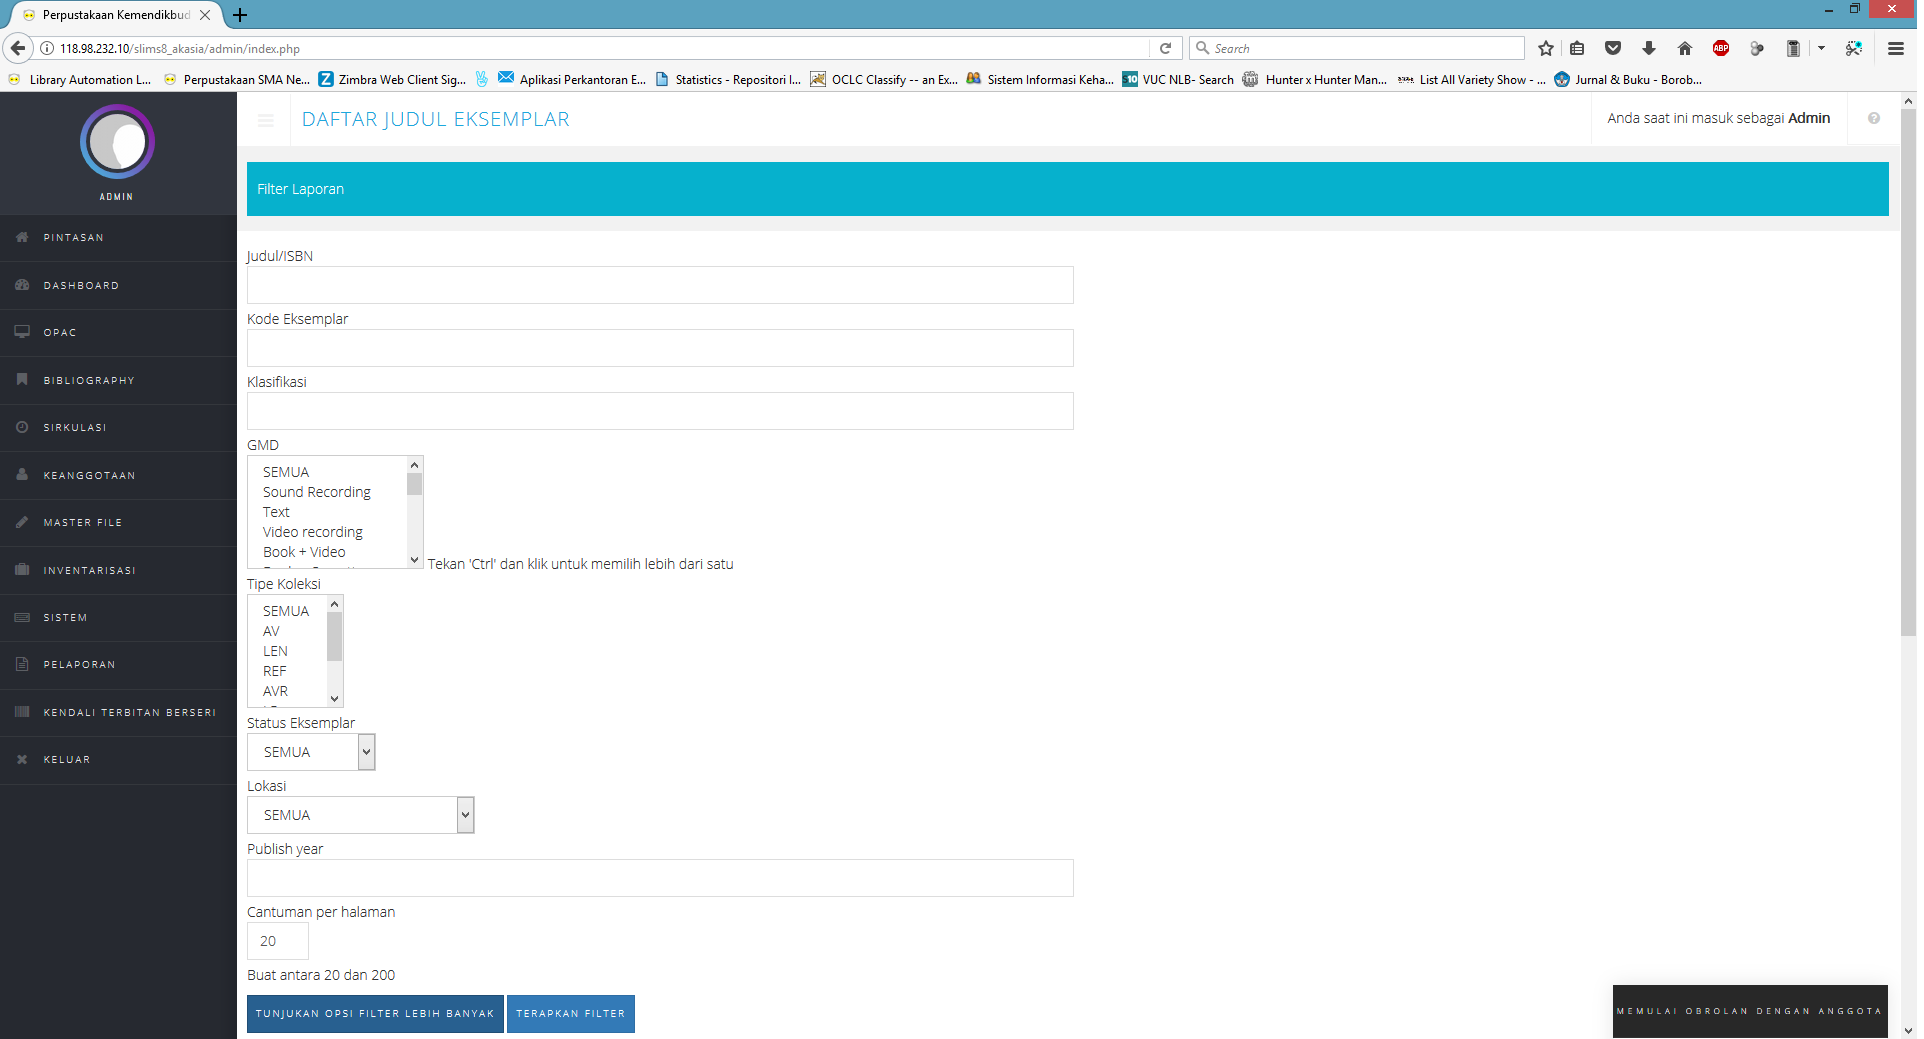 Perpustakaan Kemendikbud
118.98.232.10/slims8_akasia/admin/index.php
Search
ABP
Library Automation L...
Perpustakaan SMA Ne...
Zimbra Web Client Sig...
Aplikasi Perkantoran E...
Statistics - Repositori I...
OCLC Classify -- an Ex...
Sistem Informasi Keha...
VUC NLB- Search
Hunter x Hunter Man...
List All Variety Show - ...
Jurnal & Buku - Borob...
ADMIN
PINTASAN
DASHBOARD
OPAC
BIBLIOGRAPHY
SIRKULASI
KEANGGOTAAN
MASTER FILE
INVENTARISASI
SISTEM
PELAPORAN
KENDALI TERBITAN BERSERI
KELUAR
DAFTAR JUDUL EKSEMPLAR
Anda saat ini masuk sebagai Admin
Filter Laporan
Judul/ISBN
Kode Eksemplar
Klasifikasi
GMD
SEMUA
Sound Recording
Text
Video recording
Book + Video
Tekan 'Ctrl' dan klik untuk memilih lebih dari satu
Tipe Koleksi
SEMUA
AV
LEN
REF
AVR
Status Eksemplar
SEMUA
Lokasi
SEMUA
Publish year
Cantuman per halaman
20
Buat antara 20 dan 200
TUNJUKAN OPSI FILTER LEBIH BANYAK
TERAPKAN FILTER
MEMULAI OBROLAN DENGAN ANGGOTA